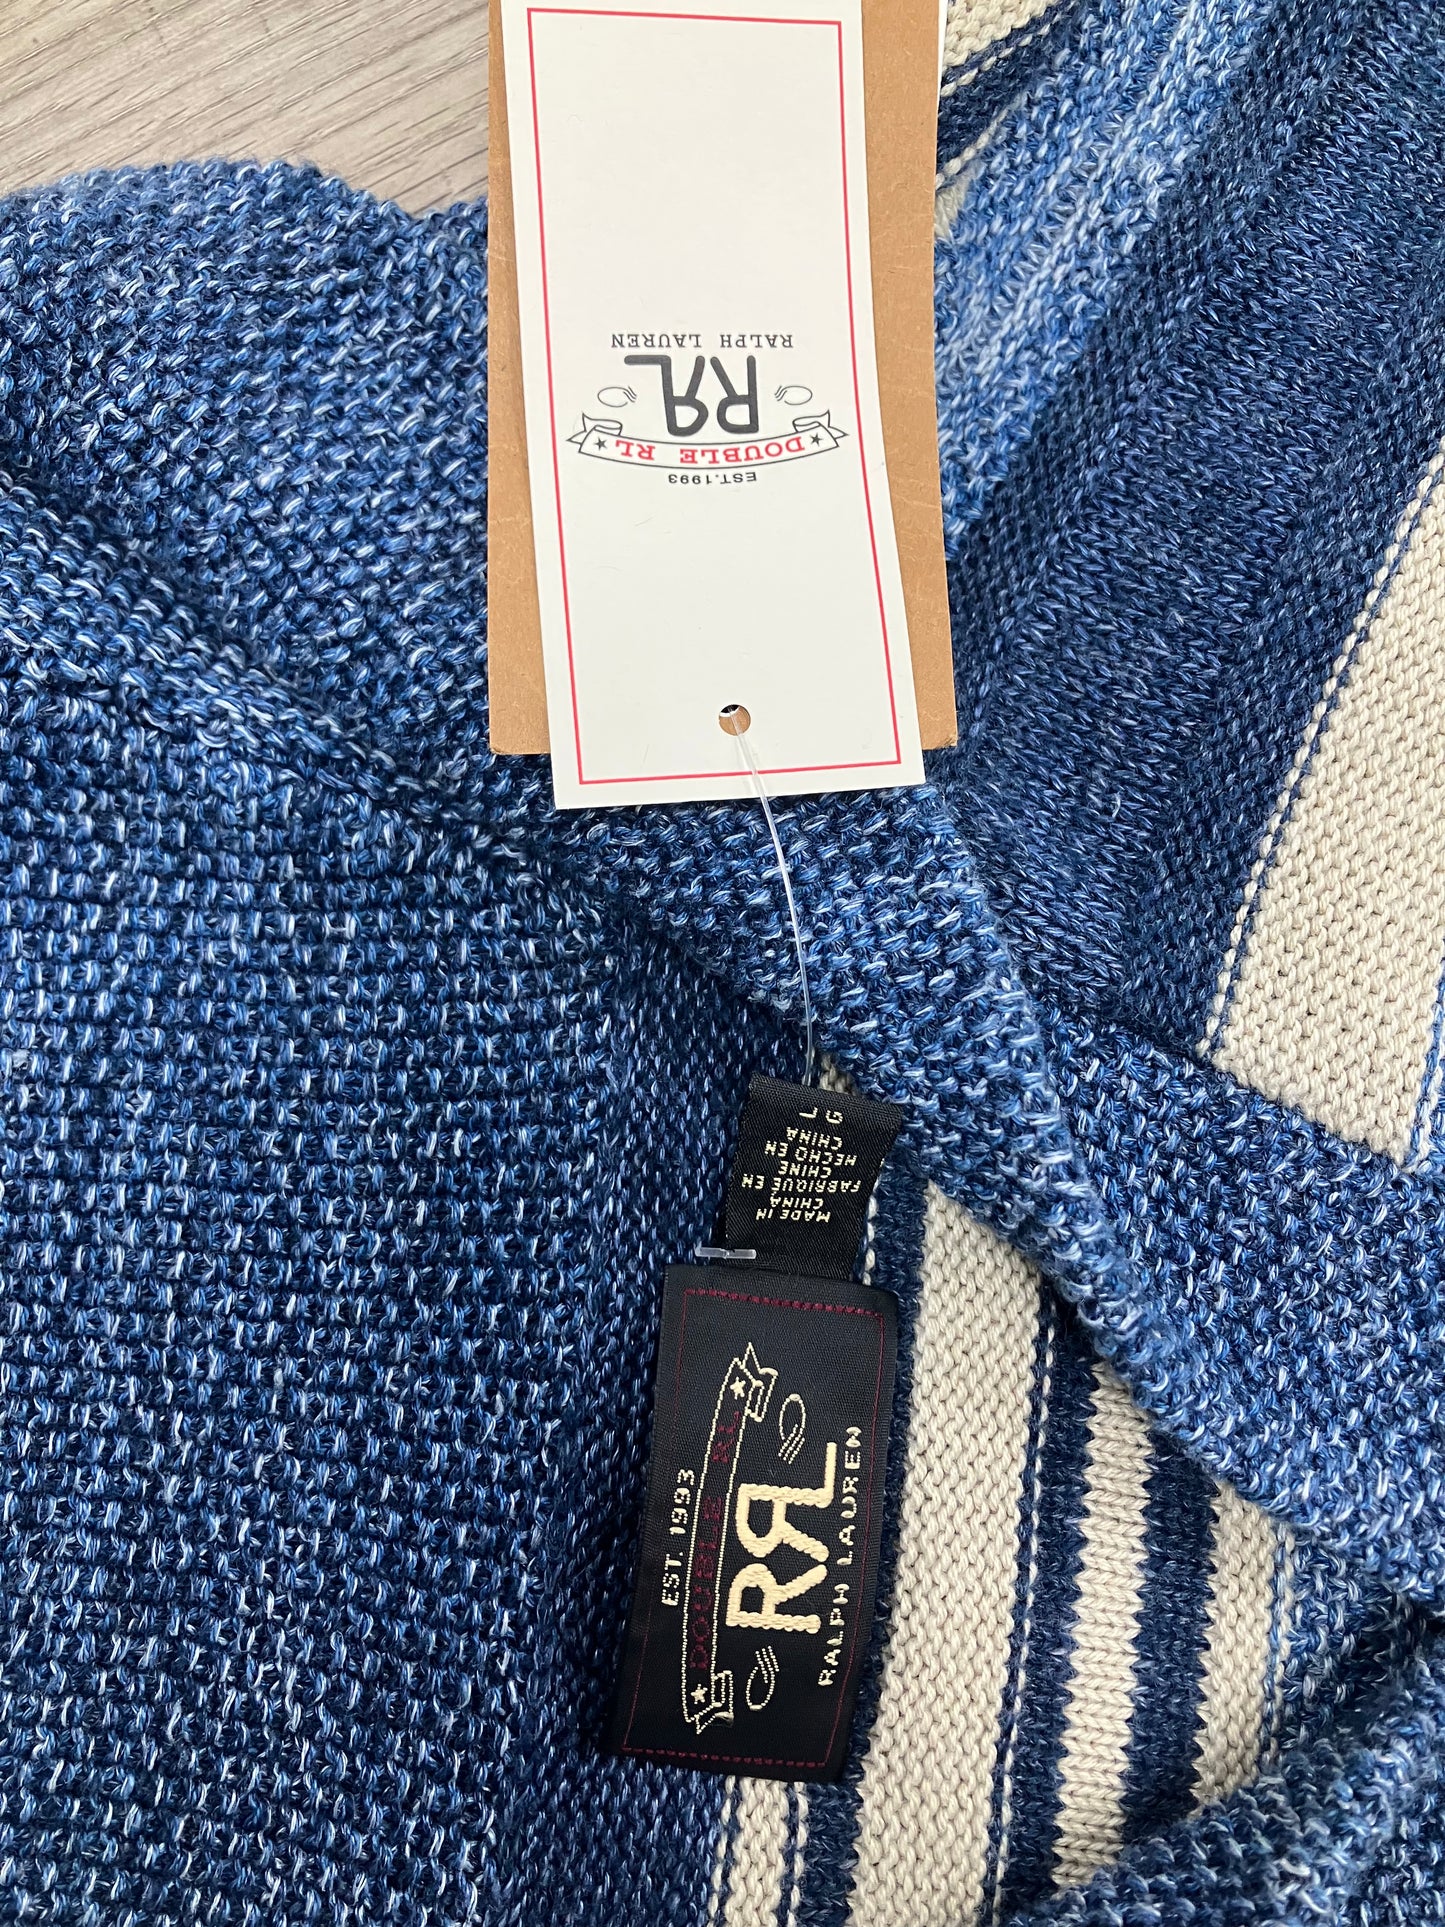 EST.1993
DOUBLE RL
RRL
RALPH LAUREN
L G
MADE IN
CHINA
FABRIQUE EN
CHINE
HECHO EN
CHINA
EST. 1993
DOUBLE RL
RRL
RALPH LAUREN